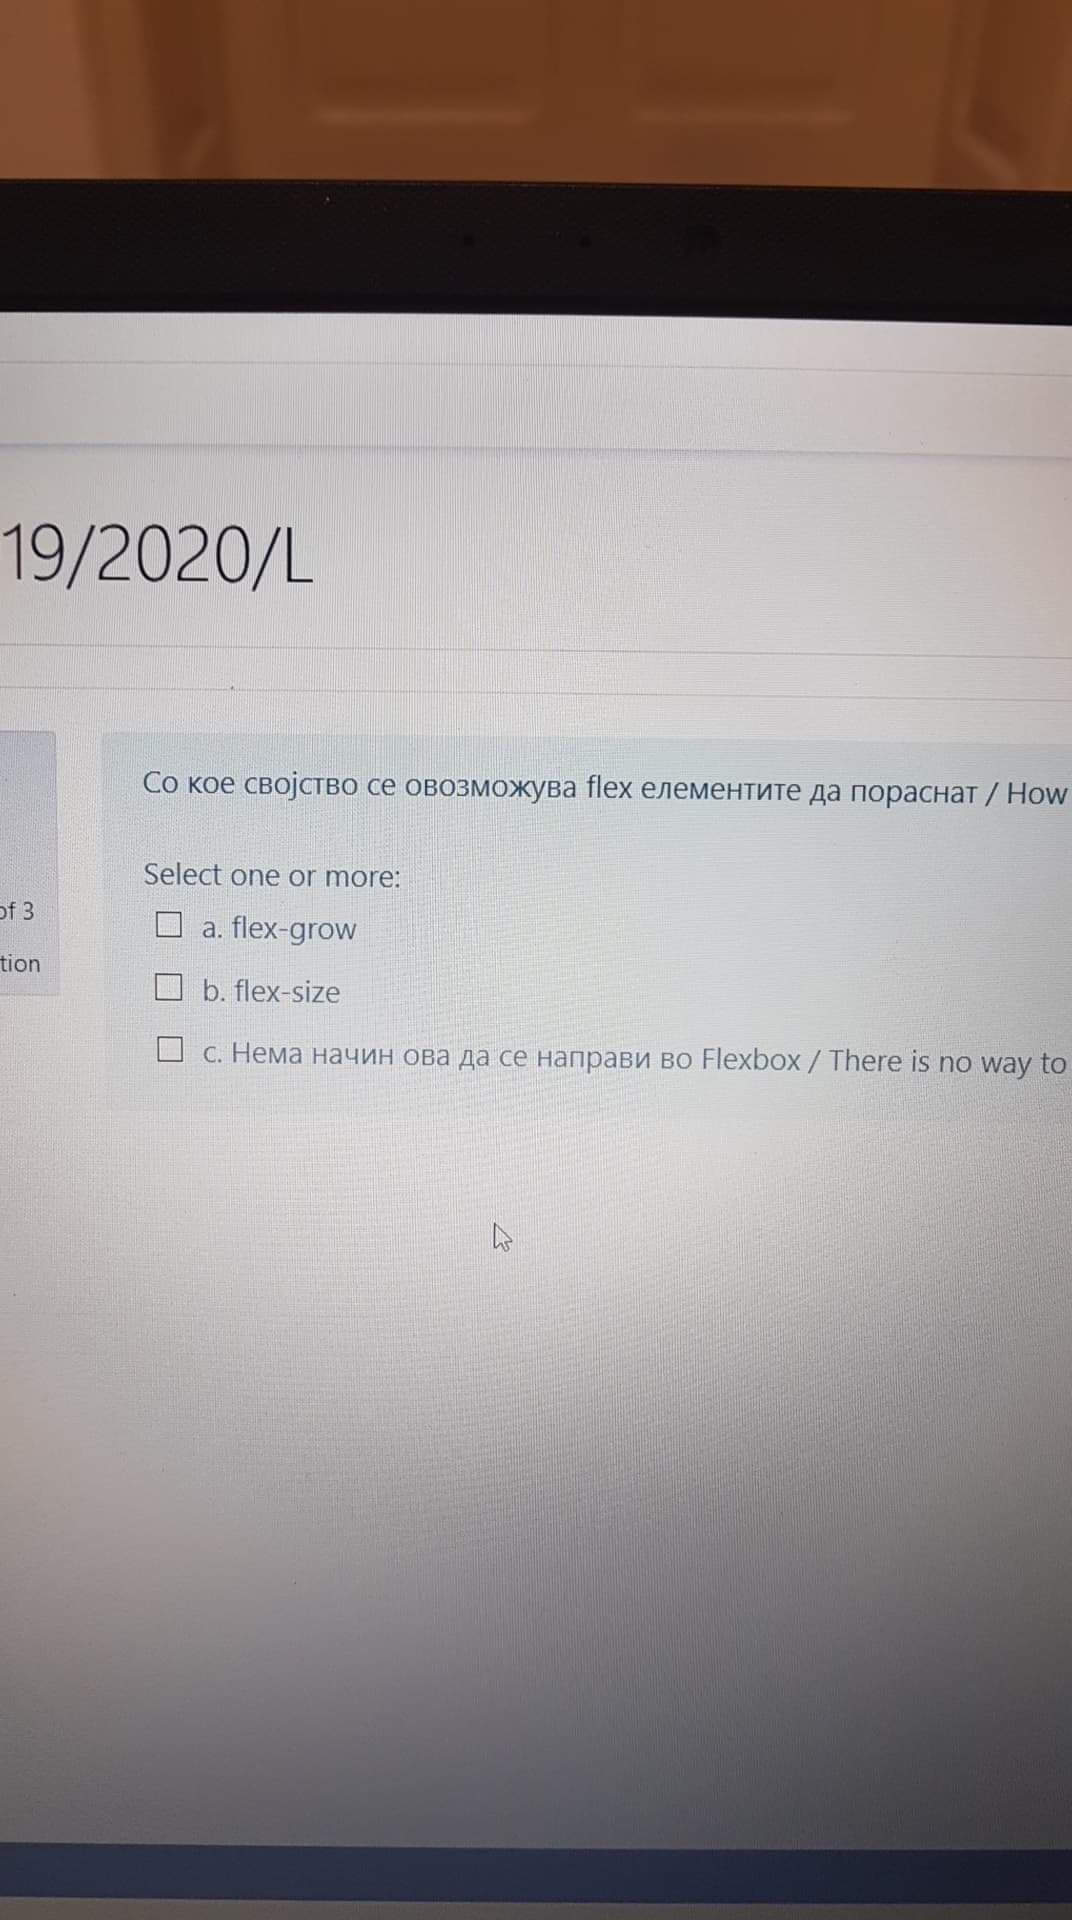 19/2020/L
Со кое својство се овозможува flex елементите да пораснат / How
Select one or more:
of 3
a. flex-grow
tion
b. flex-size
c. Нема начин ова да се направи во Flexbox / There is no way to